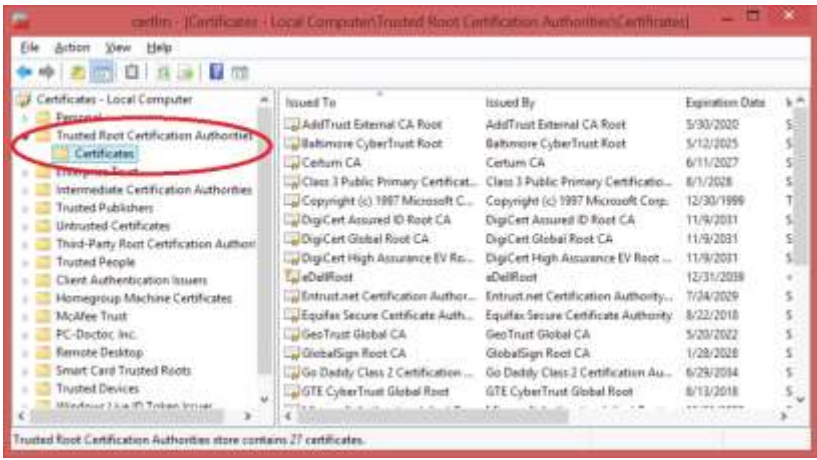 certlm - [Certificates - Local Computer\Trusted Root Certification Authorities\Certificates]
File Action View Help
Certificates - Local Computer
Personal
Trusted Root Certification Authorities
Certificates
Enterprise Trust
Intermediate Certification Authorities
Trusted Publishers
Untrusted Certificates
Third-Party Root Certification Authori
Trusted People
Client Authentication Issuers
Homegroup Machine Certificates
McAfee Trust
PC-Doctor, Inc.
Remote Desktop
Smart Card Trusted Roots
Trusted Devices
Windows Live ID Token Issuer
Issued To Issued By Expiration Date
AddTrust External CA Root AddTrust External CA Root 5/30/2020 S
Baltimore CyberTrust Root Baltimore CyberTrust Root 5/12/2025 S
Certum CA Certum CA 6/11/2027 S
Class 3 Public Primary Certificat... Class 3 Public Primary Certificatio... 8/1/2028 S
Copyright (c) 1997 Microsoft C... Copyright (c) 1997 Microsoft Corp. 12/30/1999 T
DigiCert Assured ID Root CA DigiCert Assured ID Root CA 11/9/2031 S
DigiCert Global Root CA DigiCert Global Root CA 11/9/2031 S
DigiCert High Assurance EV Ro... DigiCert High Assurance EV Root ... 11/9/2031 S
eDellRoot eDellRoot 12/31/2039
Entrust.net Certification Author... Entrust.net Certification Authority... 7/24/2029 S
Equifax Secure Certificate Auth... Equifax Secure Certificate Authority 8/22/2018 S
GeoTrust Global CA GeoTrust Global CA 5/20/2022 S
GlobalSign Root CA GlobalSign Root CA 1/28/2028 S
Go Daddy Class 2 Certification ... Go Daddy Class 2 Certification Au... 6/29/2034 S
GTE CyberTrust Global Root GTE CyberTrust Global Root 8/13/2018 S
Trusted Root Certification Authorities store contains 27 certificates.